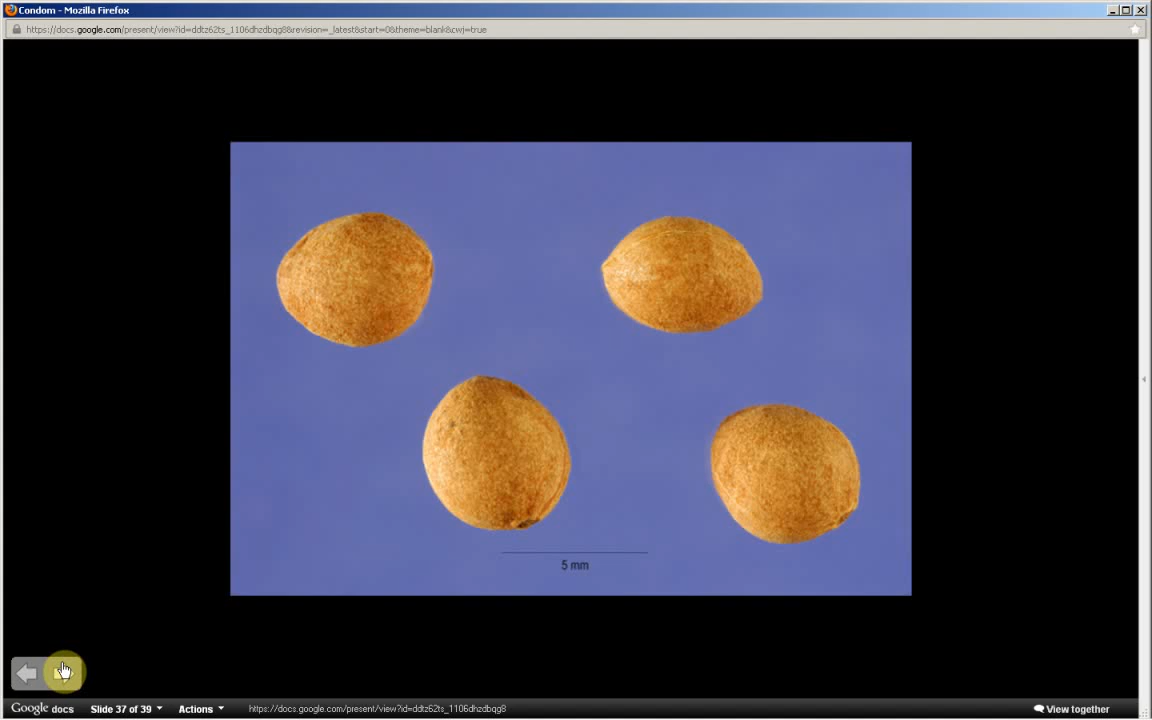 Condom - Mozilla Firefox
https://docs.google.com/present/view?id=ddtz62ts_1106dhzdbqg8&revision=_latest&start=0&theme=blank&cwj=true
5 mm
Google docs Slide 37 of 39 Actions https://docs.google.com/present/view?id=ddtz62ts_1106dhzdbqg8 View together